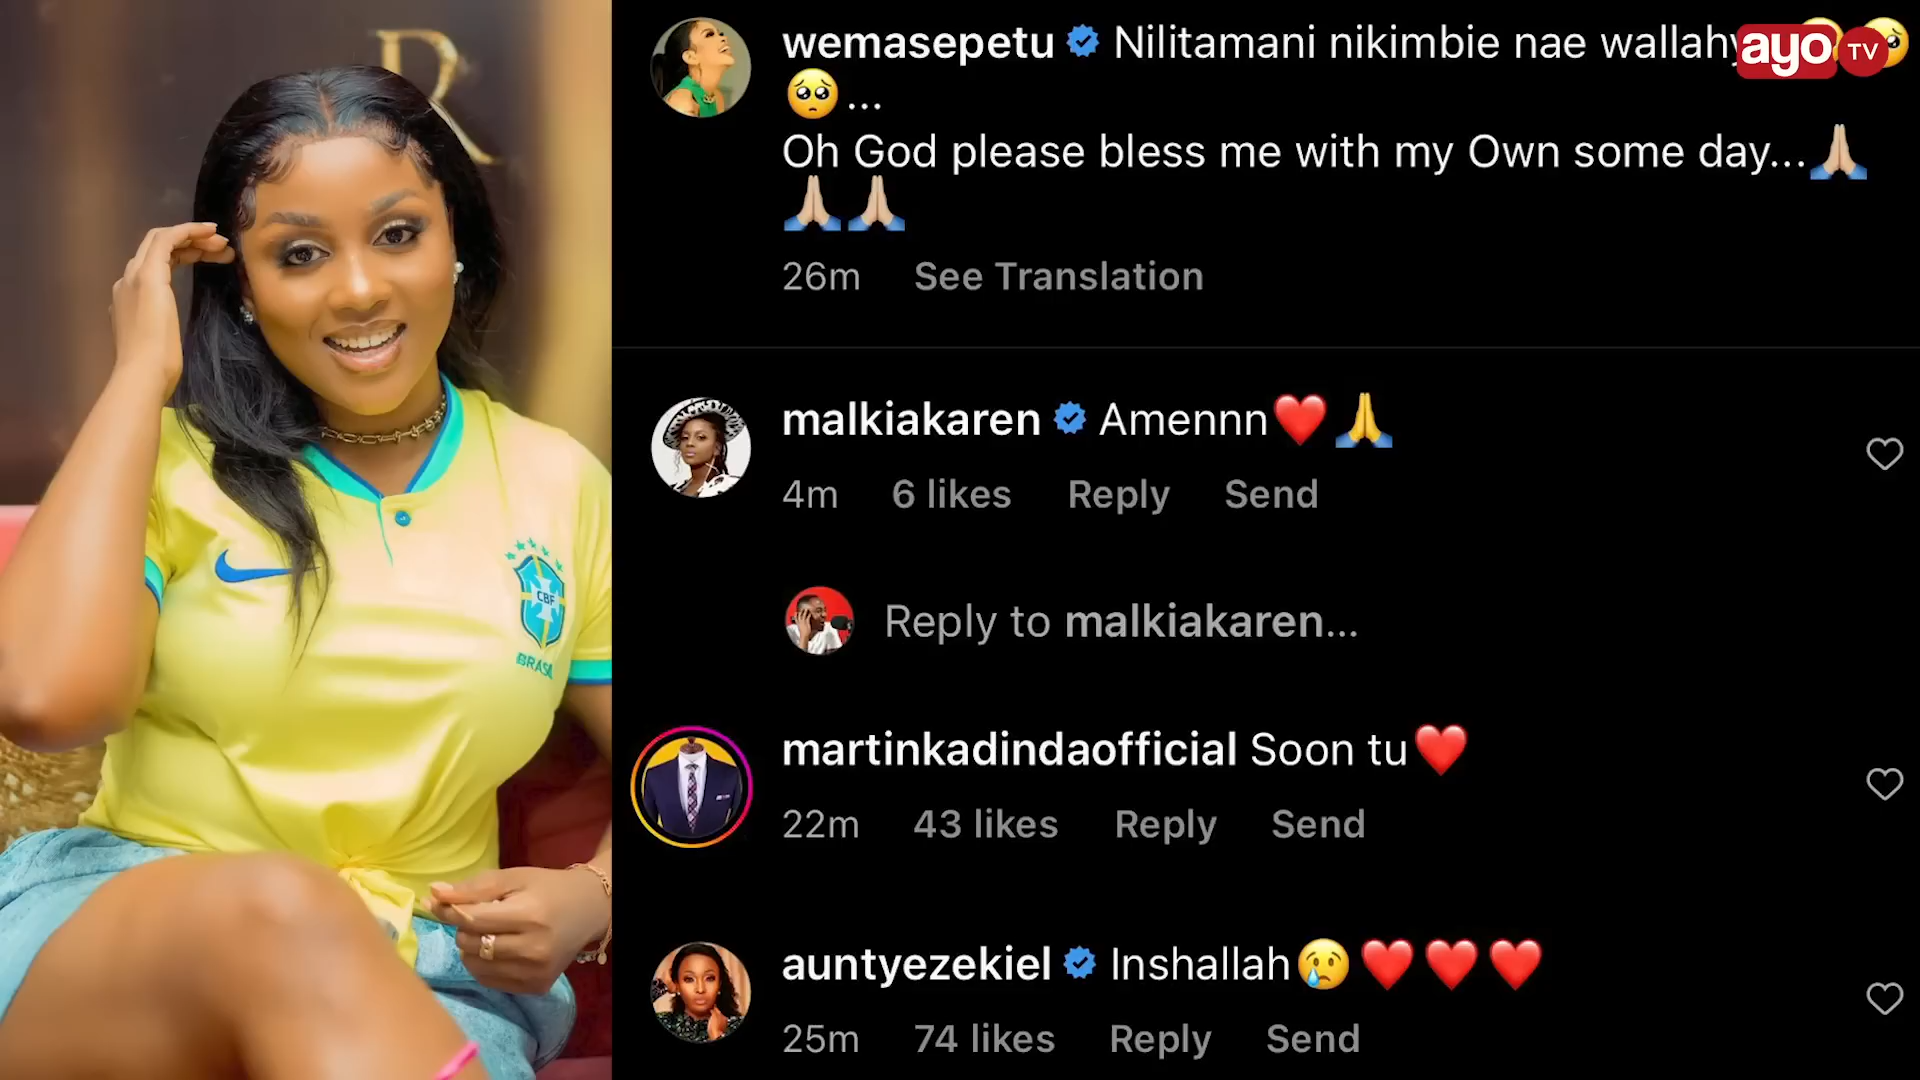 R
CBF
BRASIL
ayo TV
wemasepetu Nilitamani nikimbie nae wallahy
🥺...
Oh God please bless me with my Own some day...🙏🏼
🙏🏼🙏🏼
26m See Translation
malkiakaren Amennn❤️🙏
4m 6 likes Reply Send
Reply to malkiakaren...
martinkadindaofficial Soon tu❤️
22m 43 likes Reply Send
auntyezekiel Inshallah😢❤️❤️❤️
25m 74 likes Reply Send